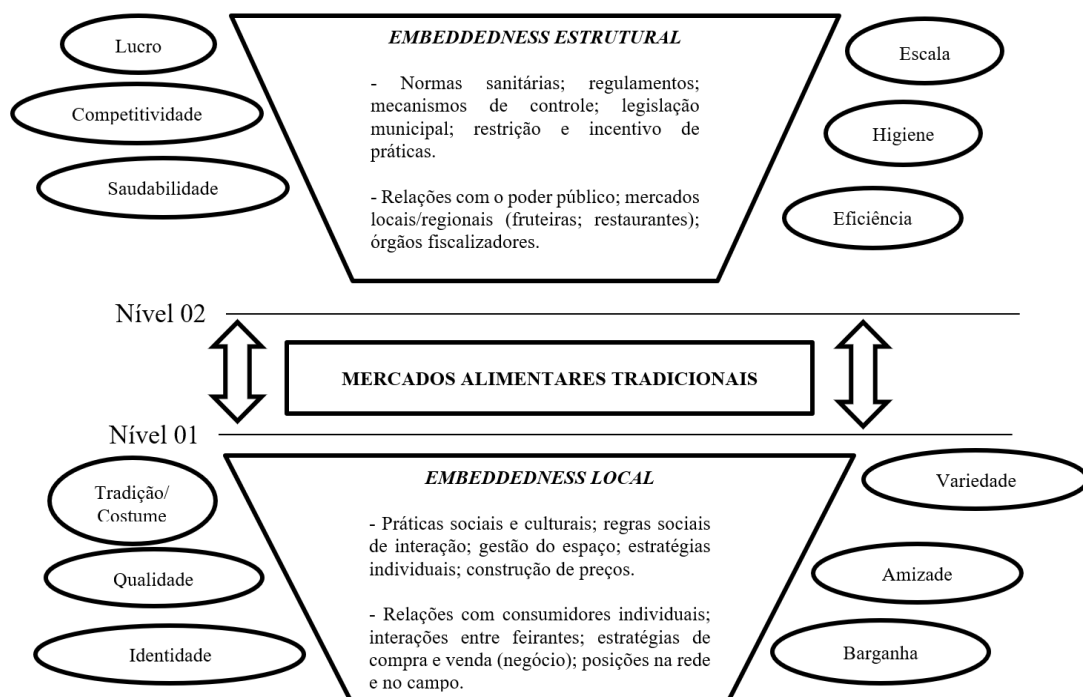 Lucro
Competitividade
Saudabilidade
EMBEDDEDNESS ESTRUTURAL
- Normas sanitárias; regulamentos;
mecanismos de controle; legislação
municipal; restrição e incentivo de
práticas.
- Relações com o poder público; mercados
locais/regionais (fruteiras; restaurantes);
órgãos fiscalizadores.
Escala
Higiene
Eficiência
Nível 02
MERCADOS ALIMENTARES TRADICIONAIS
Nível 01
Tradição/
Costume
Qualidade
Identidade
EMBEDDEDNESS LOCAL
- Práticas sociais e culturais; regras sociais
de interação; gestão do espaço; estratégias
individuais; construção de preços.
- Relações com consumidores individuais;
interações entre feirantes; estratégias de
compra e venda (negócio); posições na rede
e no campo.
Variedade
Amizade
Barganha